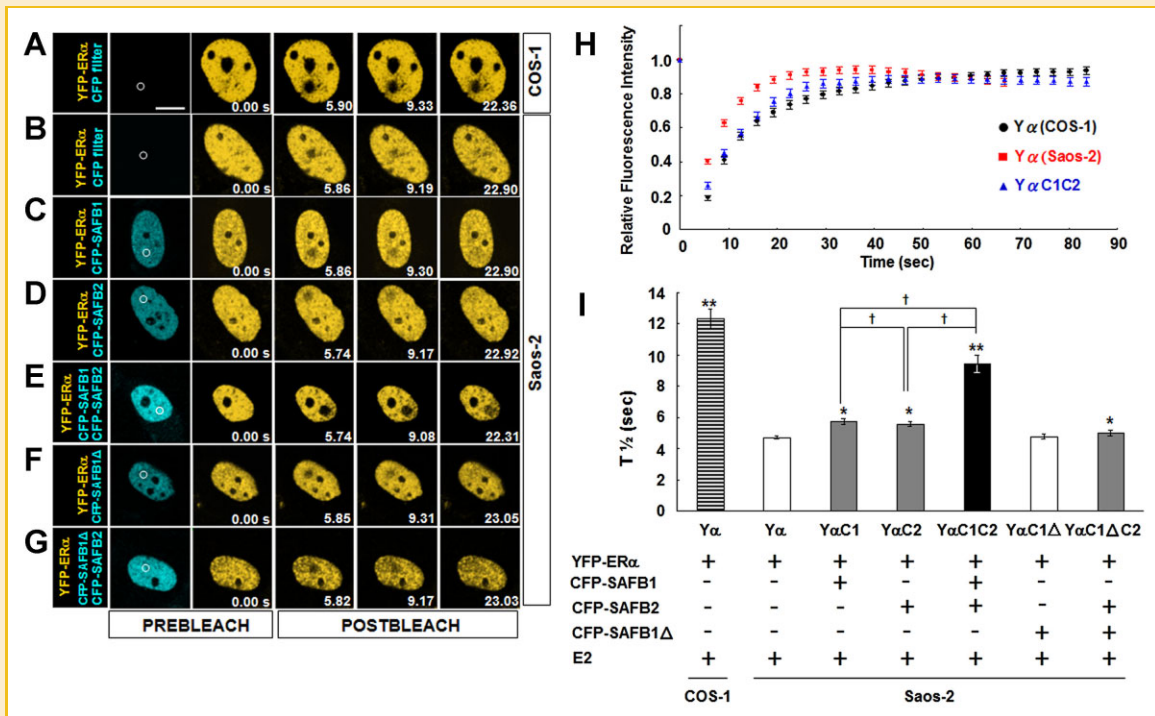 A
YFP-ERα
CFP filter
0.00 s
5.90
9.33
22.36
COS-1
B
YFP-ERα
CFP filter
0.00 s
5.86
9.19
22.90
C
YFP-ERα
CFP-SAFB1
0.00 s
5.86
9.30
22.90
D
YFP-ERα
CFP-SAFB2
0.00 s
5.74
9.17
22.92
E
YFP-ERα
CFP-SAFB1
CFP-SAFB2
0.00 s
5.74
9.08
22.31
F
YFP-ERα
CFP-SAFB1Δ
0.00 s
5.85
9.31
23.05
G
YFP-ERα
CFP-SAFB1Δ
CFP-SAFB2
0.00 s
5.82
9.17
23.03
Saos-2
PREBLEACH
POSTBLEACH
H
Relative Fluorescence Intensity
1.0
0.8
0.6
0.4
0.2
0
0 10 20 30 40 50 60 70 80 90
Time (sec)
Yα(COS-1)
Yα(Saos-2)
YαC1C2
I
T ½ (sec)
14
12
10
8
6
4
2
0
** * * ** *
† † †
Yα Yα YαC1 YαC2 YαC1C2 YαC1Δ YαC1ΔC2
YFP-ERα + + + + + + +
CFP-SAFB1 - - + - + - -
CFP-SAFB2 - - - + + - +
CFP-SAFB1Δ - - - - - + +
E2 + + + + + + +
COS-1
Saos-2